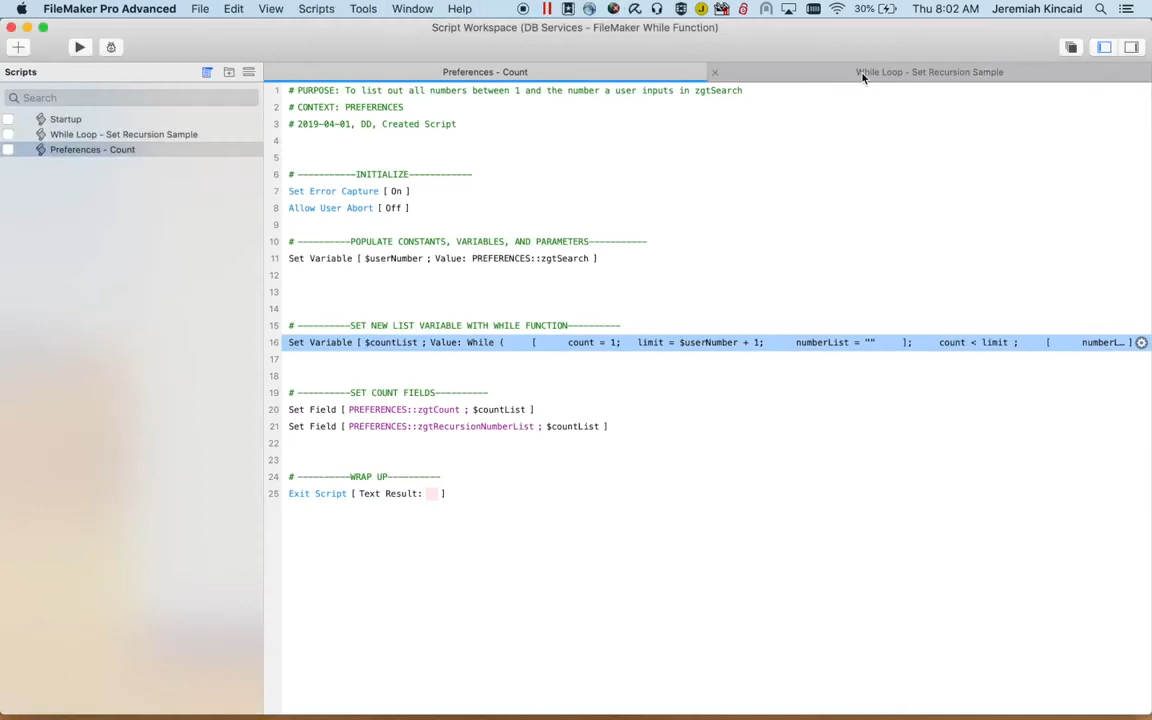 FileMaker Pro Advanced File Edit View Scripts Tools Window Help 30% Thu 8:02 AM Jeremiah Kincaid
Script Workspace (DB Services - FileMaker While Function)
Scripts
Preferences - Count
While Loop - Set Recursion Sample
Search
Startup
While Loop - Set Recursion Sample
Preferences - Count
1 # PURPOSE: To list out all numbers between 1 and the number a user inputs in zgtSearch
2 # CONTEXT: PREFERENCES
3 # 2019-04-01, DD, Created Script
4
5
6 # ----------INITIALIZE------------
7 Set Error Capture [ On ]
8 Allow User Abort [ Off ]
9
10 # ----------POPULATE CONSTANTS, VARIABLES, AND PARAMETERS-----------
11 Set Variable [ $userNumber ; Value: PREFERENCES::zgtSearch ]
12
13
14
15 # ----------SET NEW LIST VARIABLE WITH WHILE FUNCTION----------
16 Set Variable [ $countList ; Value: While ( [ count = 1; limit = $userNumber + 1; numberList = "" ]; count < limit ; [ numberL… ]
17
18
19 # ----------SET COUNT FIELDS----------
20 Set Field [ PREFERENCES::zgtCount ; $countList ]
21 Set Field [ PREFERENCES::zgtRecursionNumberList ; $countList ]
22
23
24 # ----------WRAP UP----------
25 Exit Script [ Text Result: ]